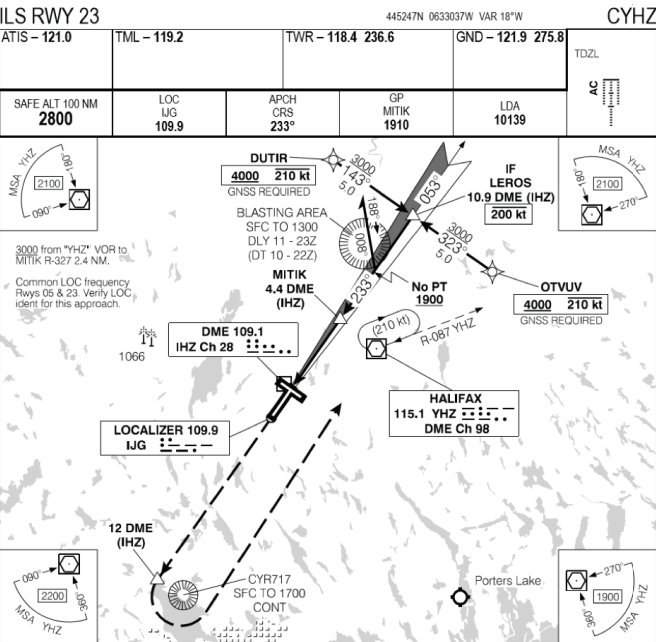 ILS RWY 23
445247N 0633037W VAR 18°W
CYHZ
ATIS – 121.0
TML – 119.2
TWR – 118.4 236.6
GND – 121.9 275.8
TDZL
AC
SAFE ALT 100 NM
2800
LOC
IJG
109.9
APCH
CRS
233°
GP
MITIK
1910
LDA
10139
MSA YHZ
180°
2100
090°
DUTIR
4000 210 kt
GNSS REQUIRED
3000
143°
5.0
053°
IF
LEROS
10.9 DME (IHZ)
200 kt
MSA YHZ
180°
2100
270°
BLASTING AREA
SFC TO 1300
DLY 11 - 23Z
(DT 10 - 22Z)
188°
008°
3000
323°
5.0
3000 from "YHZ" VOR to
MITIK R-327 2.4 NM.
Common LOC frequency
Rwys 05 & 23. Verify LOC
ident for this approach.
MITIK
4.4 DME
(IHZ)
233°
No PT
1900
OTVUV
4000 210 kt
GNSS REQUIRED
(210 kt)
R-087 YHZ
1066
DME 109.1
IHZ Ch 28
HALIFAX
115.1 YHZ
DME Ch 98
LOCALIZER 109.9
IJG
12 DME
(IHZ)
CYR717
SFC TO 1700
CONT
Porters Lake
090°
2200
360°
MSA YHZ
270°
1900
360°
MSA YHZ